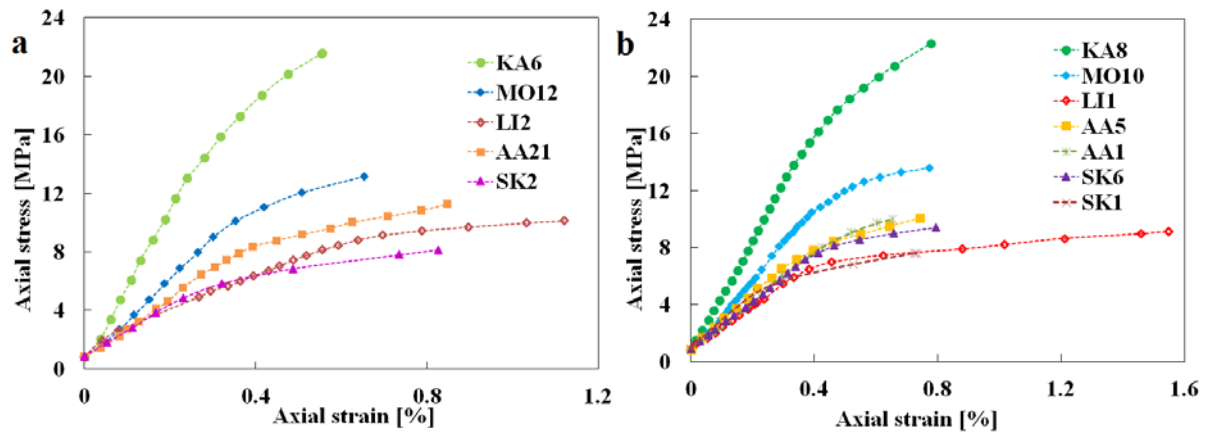 a
Axial stress [MPa]
24
20
16
12
8
4
0
0
0.4
0.8
1.2
Axial strain [%]
KA6
MO12
LI2
AA21
SK2
b
Axial stress [MPa]
24
20
16
12
8
4
0
0
0.4
0.8
1.2
1.6
Axial strain [%]
KA8
MO10
LI1
AA5
AA1
SK6
SK1